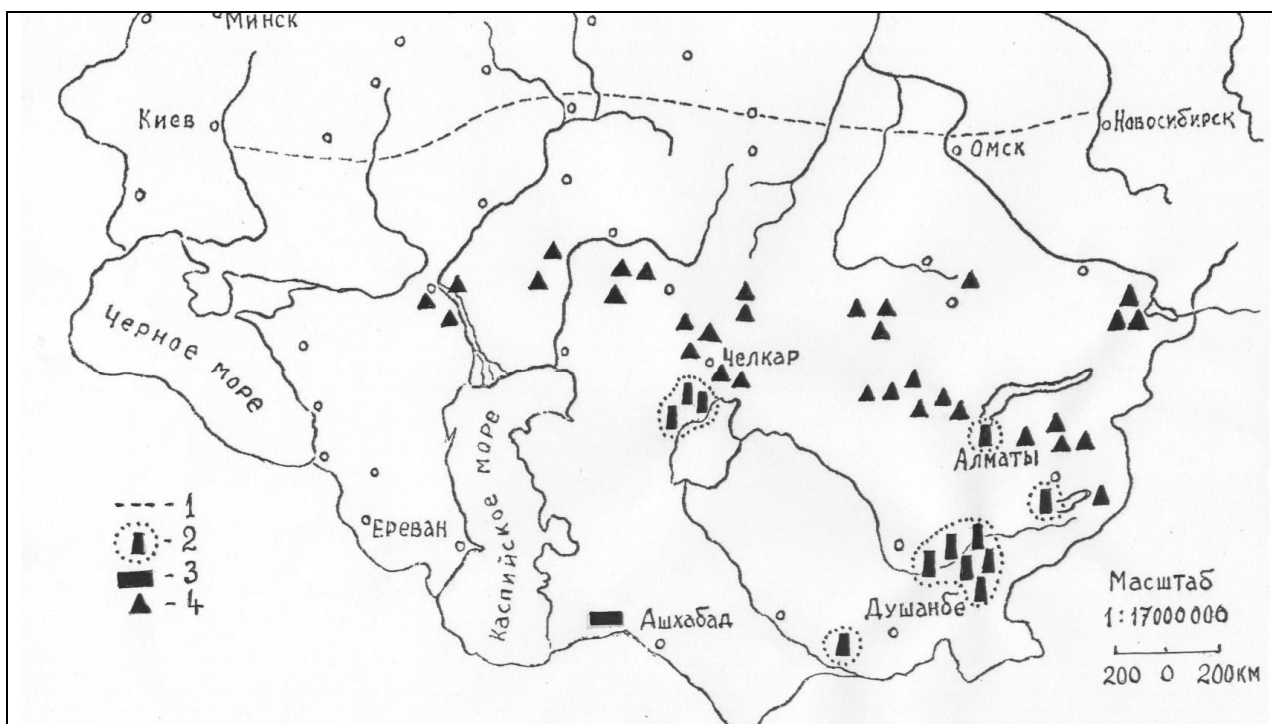 Минск
Киев
Новосибирск
Омск
Черное море
Челкар
Алматы
Каспийское море
Ереван
- 1
- 2
- 3
- 4
Душанбе
Ашхабад
Масштаб
1:17000000
200 0 200км